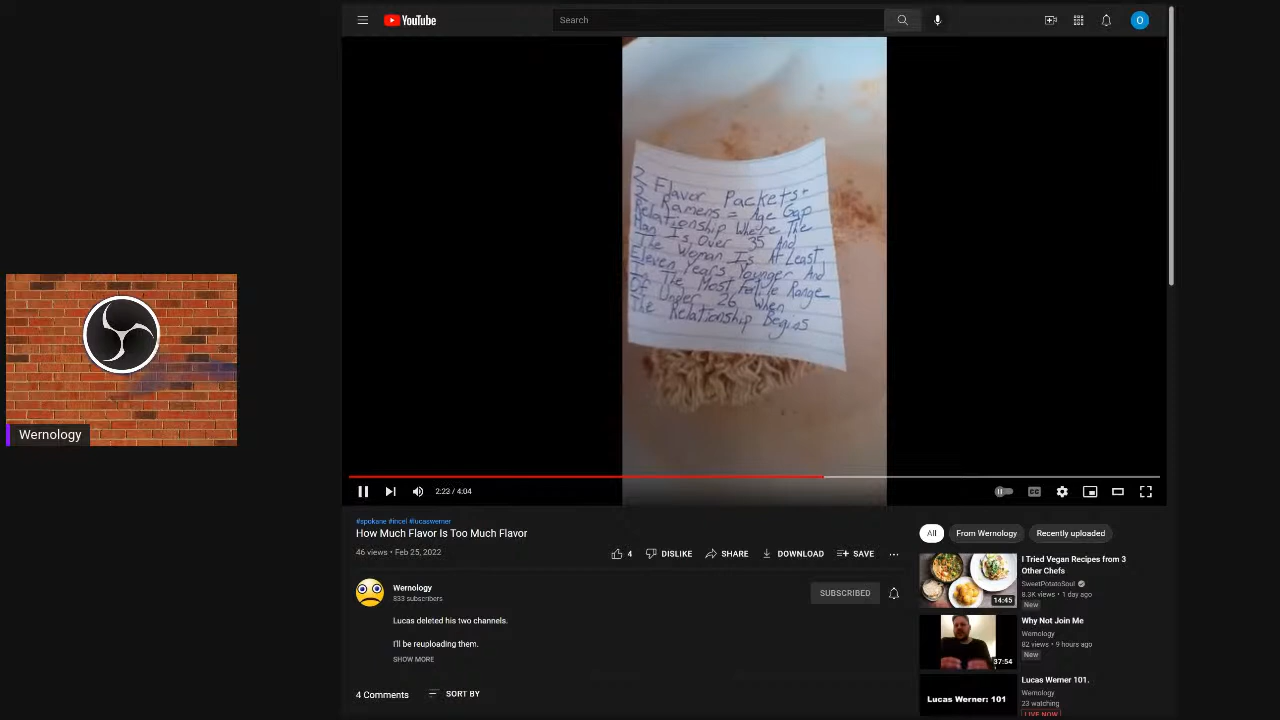 YouTube
Search
O
2 Flavor Packets+
2 Ramens = Age Gap
Relationship Where The
Man Is Over 35 And
The Woman Is At Least
Eleven Years Younger And
In The Most Fertile Range
Of Under 26 When
The Relationship Begins
2:23 / 4:04
CC
#spokane #incel #lucaswerner
How Much Flavor Is Too Much Flavor
46 views • Feb 25, 2022
4
DISLIKE
SHARE
DOWNLOAD
SAVE
Wernology
833 subscribers
SUBSCRIBED
Lucas deleted his two channels.
I'll be reuploading them.
SHOW MORE
4 Comments
SORT BY
All
From Wernology
Recently uploaded
14:45
I Tried Vegan Recipes from 3
Other Chefs
SweetPotatoSoul
8.3K views • 1 day ago
New
37:54
Why Not Join Me
Wernology
82 views • 9 hours ago
New
Lucas Werner: 101
Lucas Werner 101.
Wernology
23 watching
LIVE NOW
Wernology